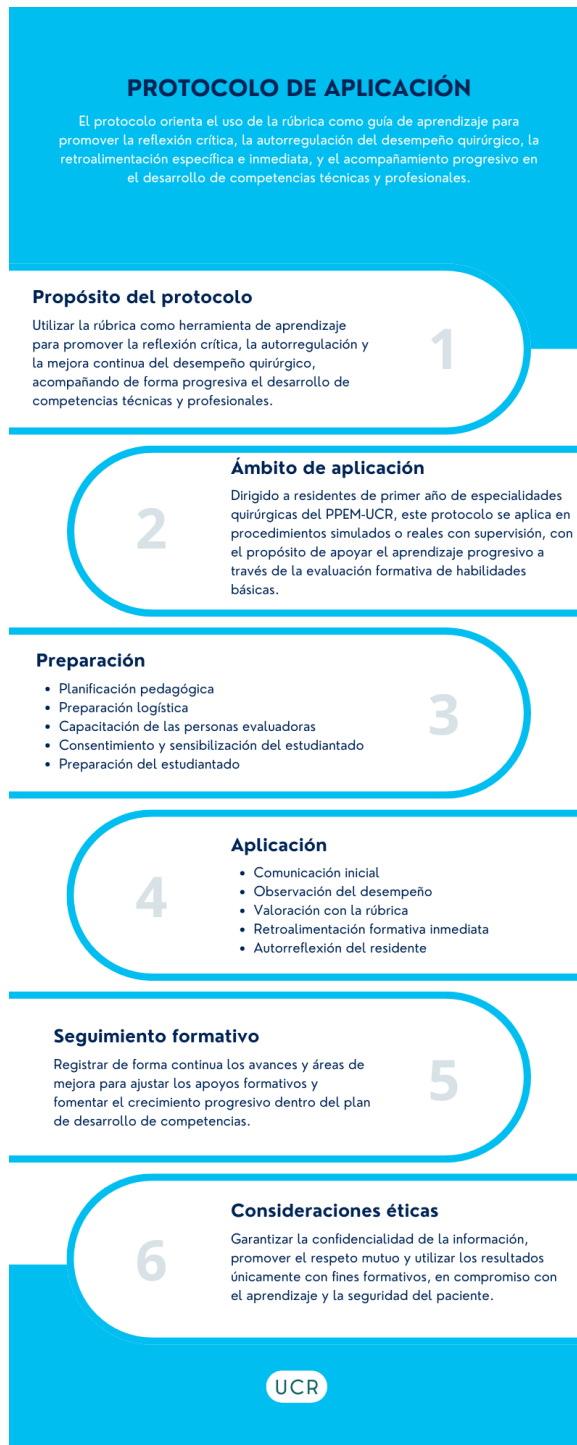 PROTOCOLO DE APLICACIÓN
El protocolo orienta el uso de la rúbrica como guía de aprendizaje para
promover la reflexión crítica, la autorregulación del desempeño quirúrgico, la
retroalimentación específica e inmediata, y el acompañamiento progresivo en
el desarrollo de competencias técnicas y profesionales.
Propósito del protocolo
Utilizar la rúbrica como herramienta de aprendizaje
para promover la reflexión crítica, la autorregulación y
la mejora continua del desempeño quirúrgico,
acompañando de forma progresiva el desarrollo de
competencias técnicas y profesionales.
1
Ámbito de aplicación
Dirigido a residentes de primer año de especialidades
quirúrgicas del PPEM-UCR, este protocolo se aplica en
procedimientos simulados o reales con supervisión, con
el propósito de apoyar el aprendizaje progresivo a
través de la evaluación formativa de habilidades
básicas.
2
Preparación
• Planificación pedagógica
• Preparación logística
• Capacitación de las personas evaluadoras
• Consentimiento y sensibilización del estudiantado
• Preparación del estudiantado
3
Aplicación
• Comunicación inicial
• Observación del desempeño
• Valoración con la rúbrica
• Retroalimentación formativa inmediata
• Autorreflexión del residente
4
Seguimiento formativo
Registrar de forma continua los avances y áreas de
mejora para ajustar los apoyos formativos y
fomentar el crecimiento progresivo dentro del plan
de desarrollo de competencias.
5
Consideraciones éticas
Garantizar la confidencialidad de la información,
promover el respeto mutuo y utilizar los resultados
únicamente con fines formativos, en compromiso con
el aprendizaje y la seguridad del paciente.
6
UCR